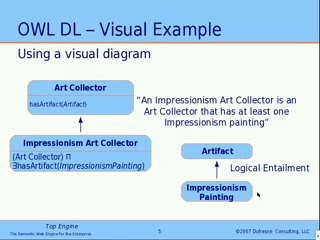 OWL DL – Visual Example
Using a visual diagram
Art Collector
hasArtifact(Artifact)
"An Impressionism Art Collector is an
Art Collector that has at least one
Impressionism painting"
Impressionism Art Collector
(Art Collector) Π
∃hasArtifact(ImpressionismPainting)
Artifact
Logical Entailment
Impressionism
Painting
Top Engine
The Semantic Web Engine for the Enterprise
5
©2007 Dufresne Consulting, LLC.